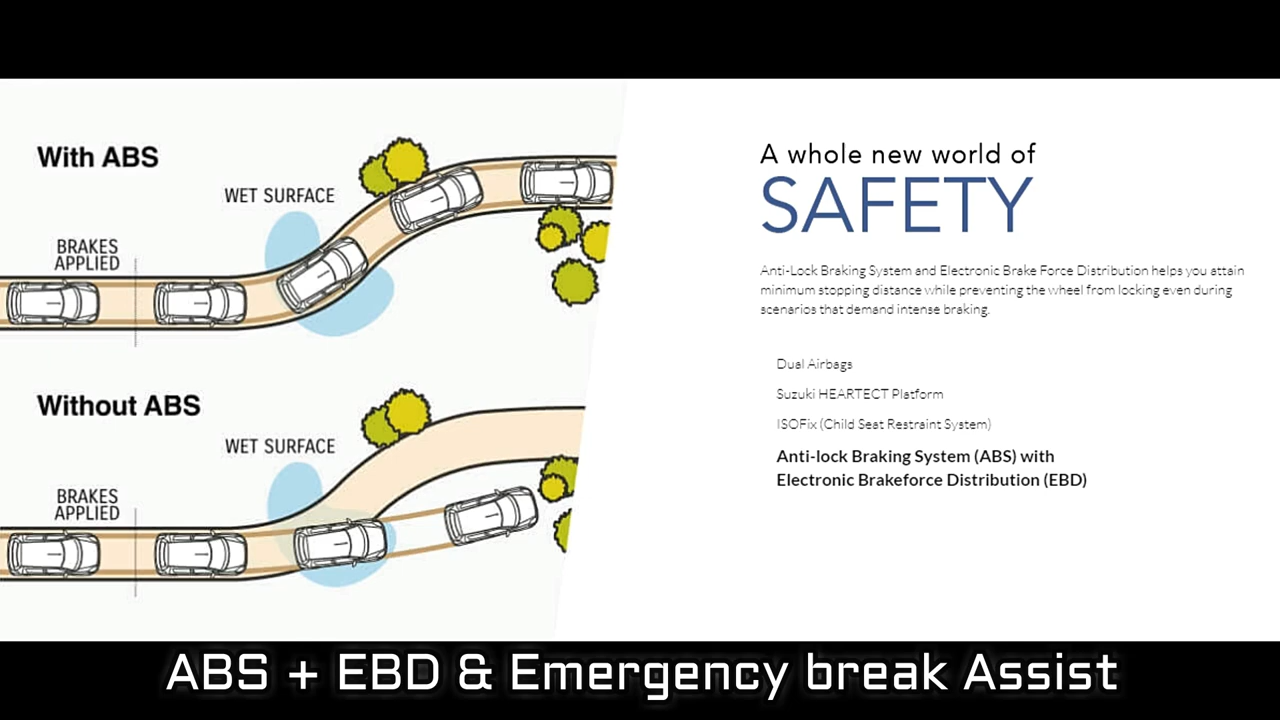 With ABS
WET SURFACE
BRAKES
APPLIED
Without ABS
WET SURFACE
BRAKES
APPLIED
A whole new world of
SAFETY
Anti-Lock Braking System and Electronic Brake Force Distribution helps you attain
minimum stopping distance while preventing the wheel from locking even during
scenarios that demand intense braking.
Dual Airbags
Suzuki HEARTECT Platform
ISOFix (Child Seat Restraint System)
Anti-lock Braking System (ABS) with
Electronic Brakeforce Distribution (EBD)
ABS + EBD & Emergency break Assist